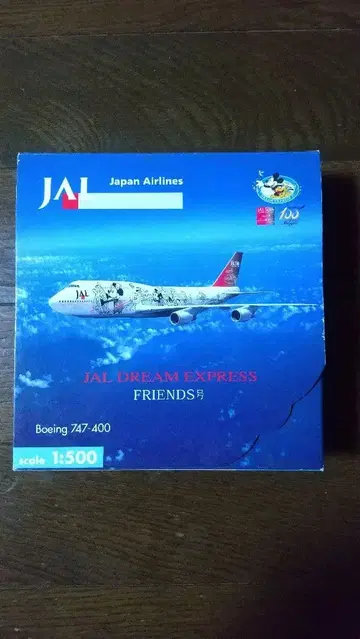 JAL
Japan Airlines
100
JAL DREAM EXPRESS
FRIENDS号
Boeing 747-400
scale 1:500